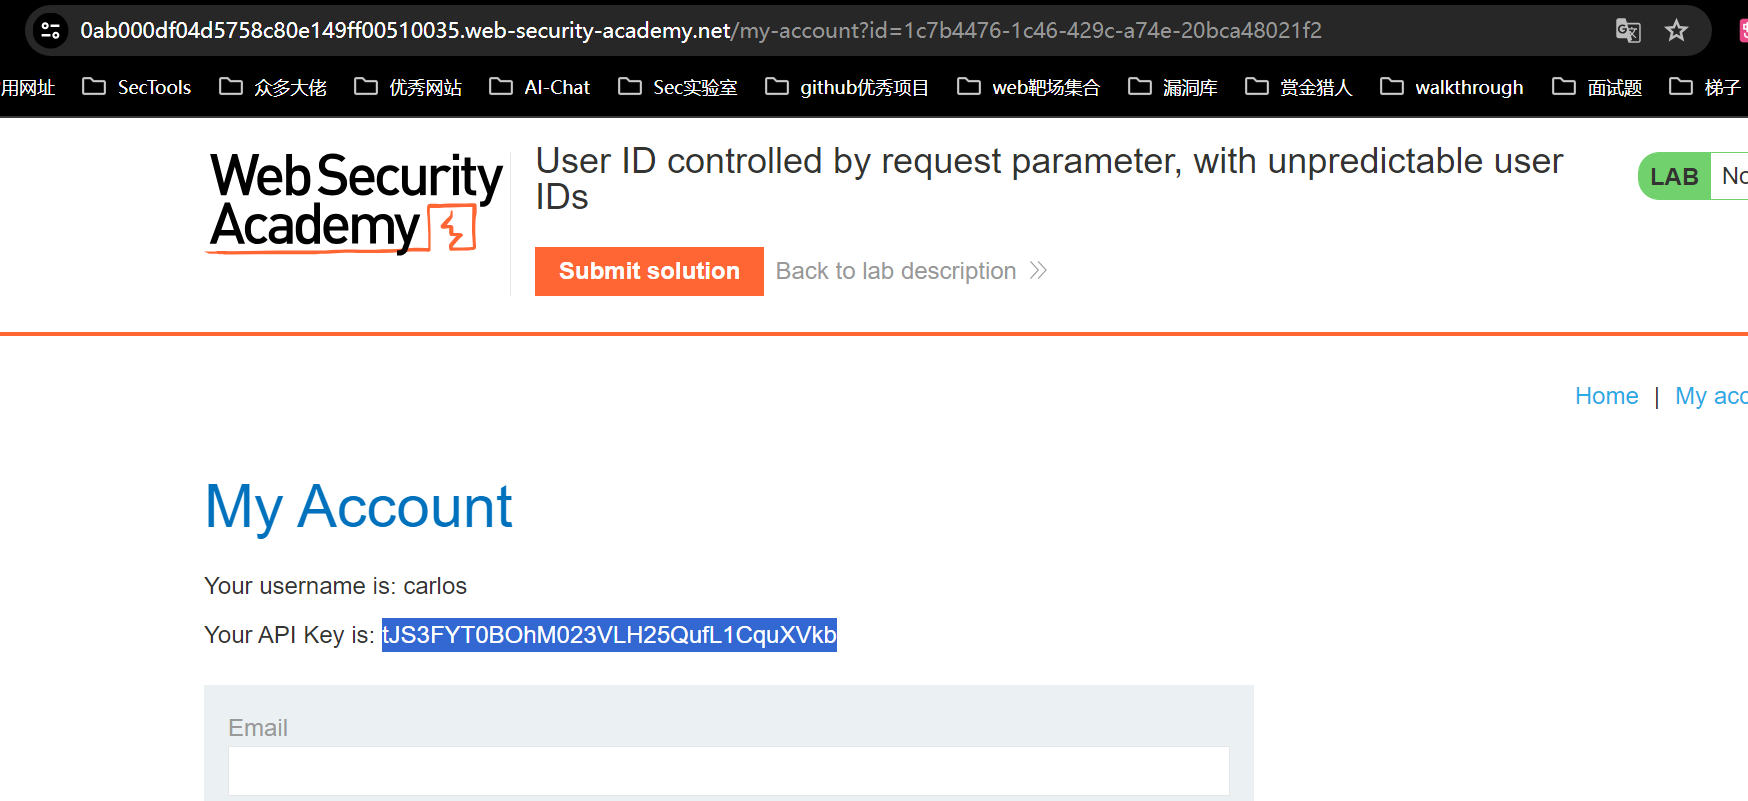 0ab000df04d5758c80e149ff00510035.web-security-academy.net/my-account?id=1c7b4476-1c46-429c-a74e-20bca48021f2
用网址 SecTools 众多大佬 优秀网站 AI-Chat Sec实验室 github优秀项目 web靶场集合 漏洞库 赏金猎人 walkthrough 面试题 梯子
Web Security
Academy
User ID controlled by request parameter, with unpredictable user
IDs
LAB No
Submit solution Back to lab description
Home | My acc
My Account
Your username is: carlos
Your API Key is: tJS3FYT0BOhM023VLH25QufL1CquXVkb
Email